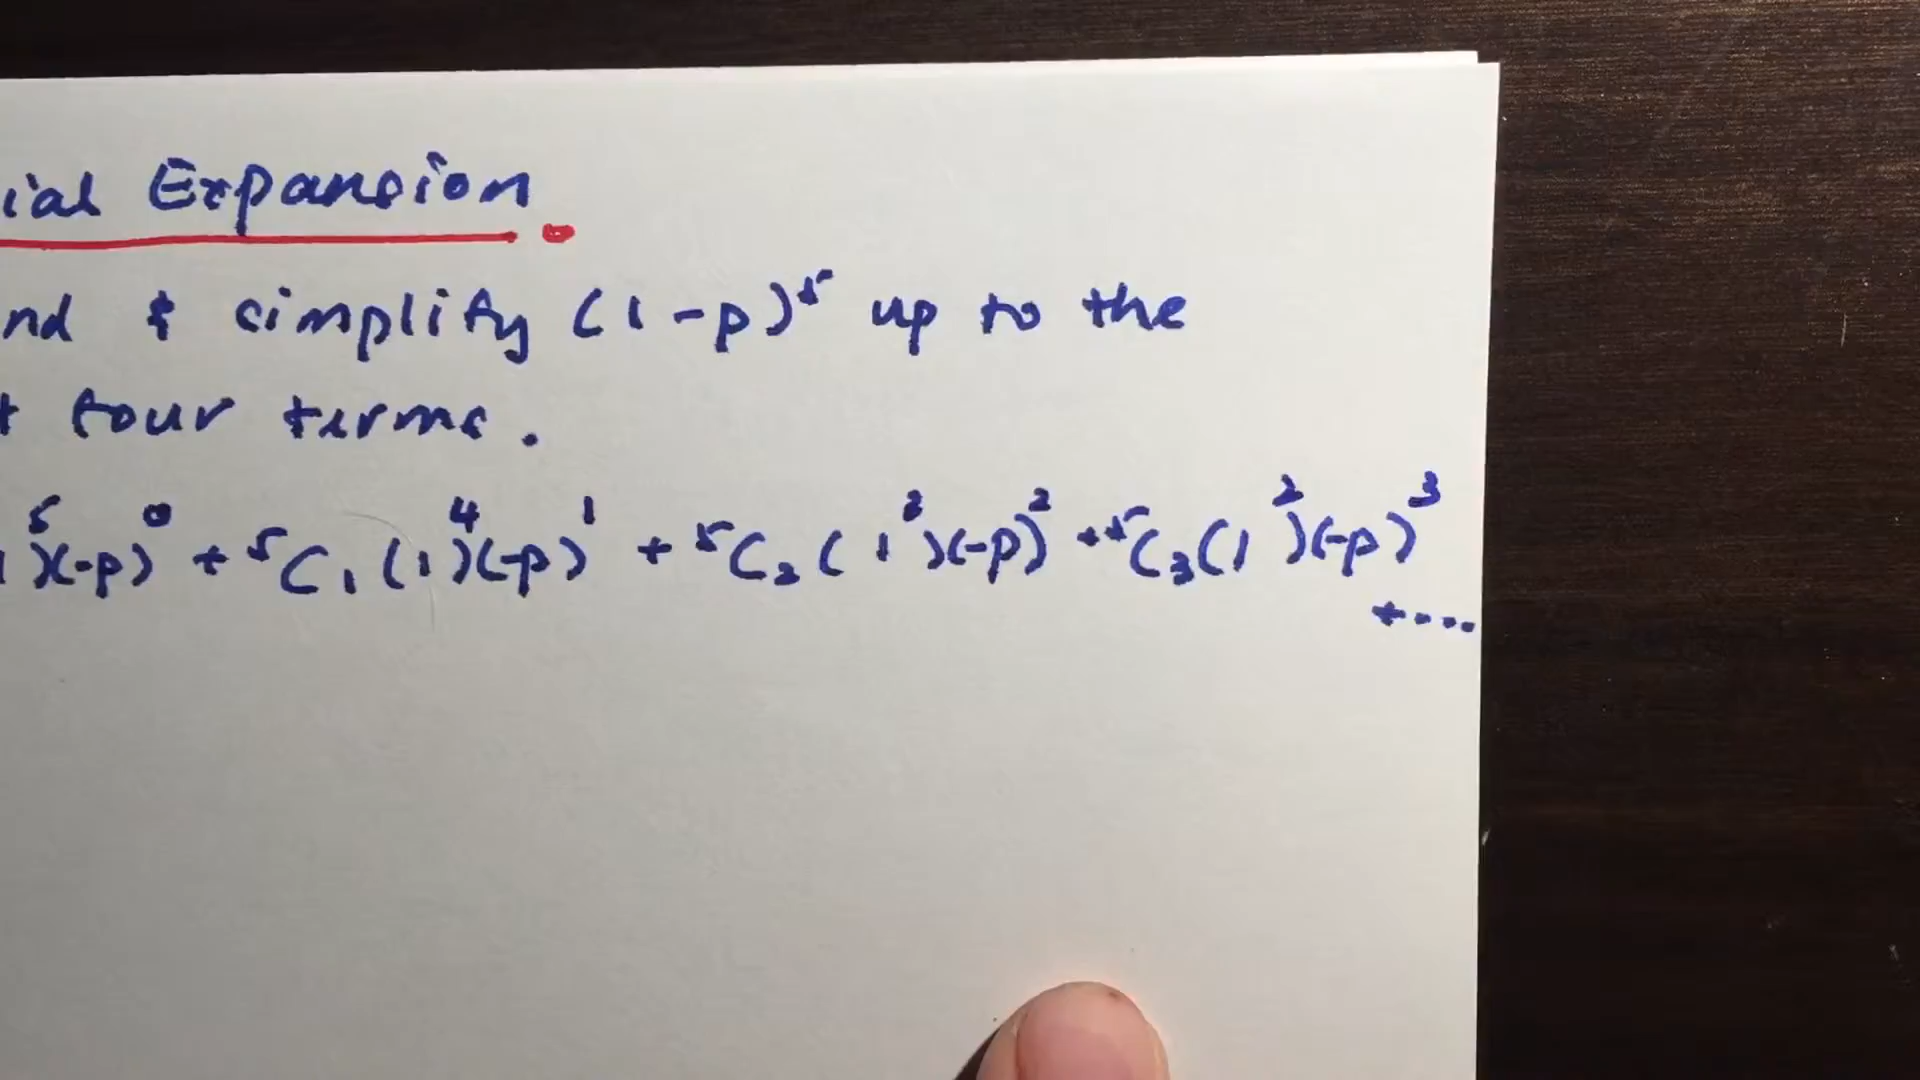 ial Expansion.
nd & simplify (1-p)⁵ up to the
t four terms.
1⁵)(-p)⁰ + ⁵C₁(1⁴)(-p)¹ + ⁵C₂(1³)(-p)² + ⁵C₃(1²)(-p)³
+....